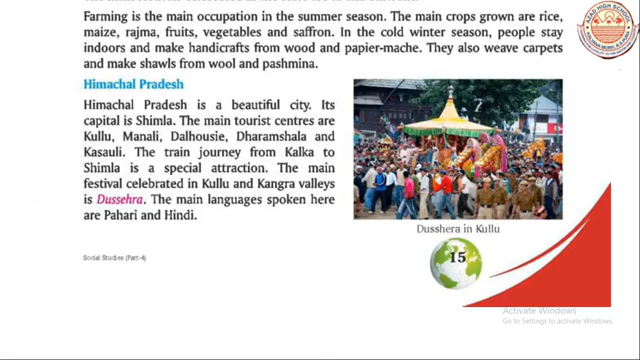 Farming is the main occupation in the summer season. The main crops grown are rice,
maize, rajma, fruits, vegetables and saffron. In the cold winter season, people stay
indoors and make handicrafts from wood and papier-mache. They also weave carpets
and make shawls from wool and pashmina.
Himachal Pradesh
Himachal Pradesh is a beautiful city. Its
capital is Shimla. The main tourist centres are
Kullu, Manali, Dalhousie, Dharamshala and
Kasauli. The train journey from Kalka to
Shimla is a special attraction. The main
festival celebrated in Kullu and Kangra valleys
is Dussehra. The main languages spoken here
are Pahari and Hindi.
Dusshera in Kullu
Social Studies (Part-4)
15
Activate Windows
Go to Settings to activate Windows.